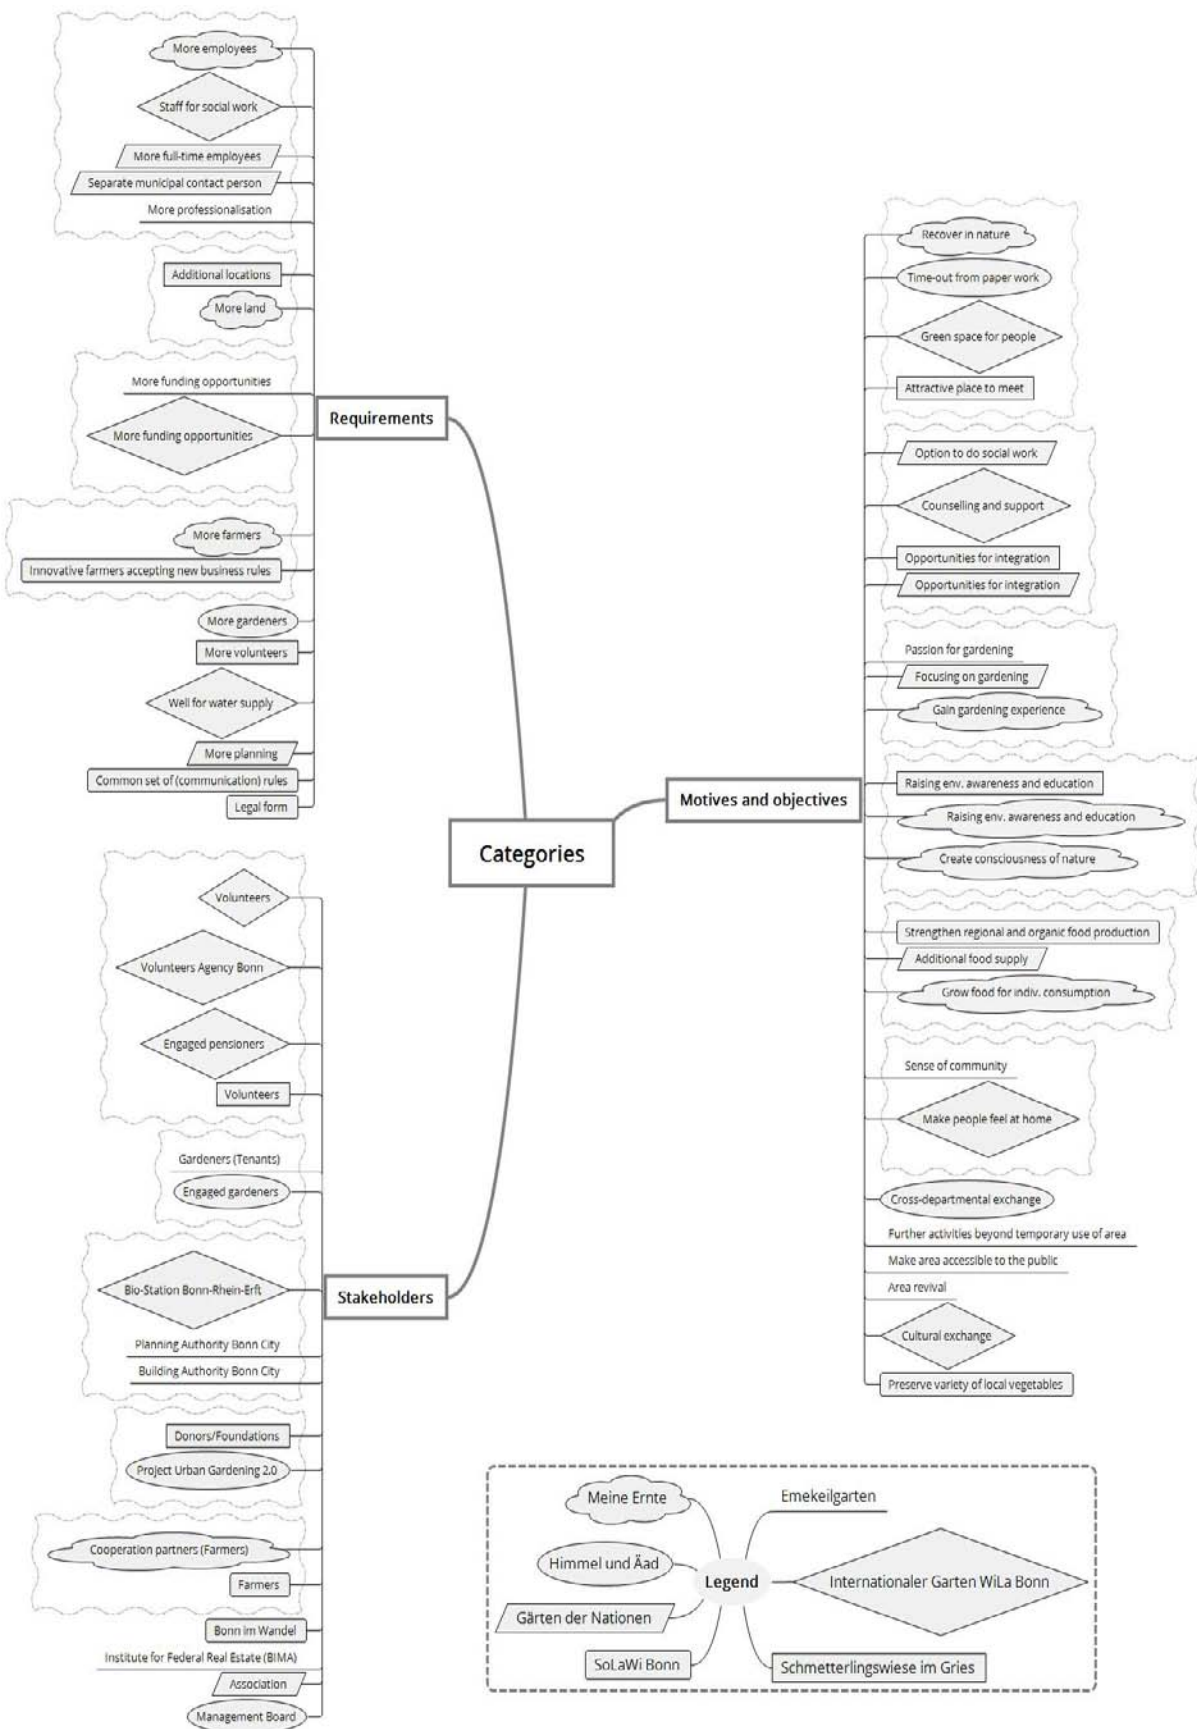 More employees
Staff for social work
More full-time employees
Separate municipal contact person
More professionalisation
Additional locations
More land
More funding opportunities
More funding opportunities
More farmers
Innovative farmers accepting new business rules
More gardeners
More volunteers
Well for water supply
More planning
Common set of (communication) rules
Legal form
Requirements
Categories
Motives and objectives
Recover in nature
Time-out from paper work
Green space for people
Attractive place to meet
Option to do social work
Counselling and support
Opportunities for integration
Opportunities for integration
Passion for gardening
Focusing on gardening
Gain gardening experience
Raising env. awareness and education
Raising env. awareness and education
Create consciousness of nature
Strengthen regional and organic food production
Additional food supply
Grow food for indiv. consumption
Sense of community
Make people feel at home
Cross-departmental exchange
Further activities beyond temporary use of area
Make area accessible to the public
Area revival
Cultural exchange
Preserve variety of local vegetables
Volunteers
Volunteers Agency Bonn
Engaged pensioners
Volunteers
Gardeners (Tenants)
Engaged gardeners
Bio-Station Bonn-Rhein-Erft
Planning Authority Bonn City
Building Authority Bonn City
Donors/Foundations
Project Urban Gardening 2.0
Cooperation partners (Farmers)
Farmers
Bonn im Wandel
Institute for Federal Real Estate (BIMA)
Association
Management Board
Stakeholders
Meine Ernte
Himmel und Äad
Gärten der Nationen
SoLaWi Bonn
Legend
Emekeilgarten
Internationaler Garten WiLa Bonn
Schmetterlingswiese im Gries